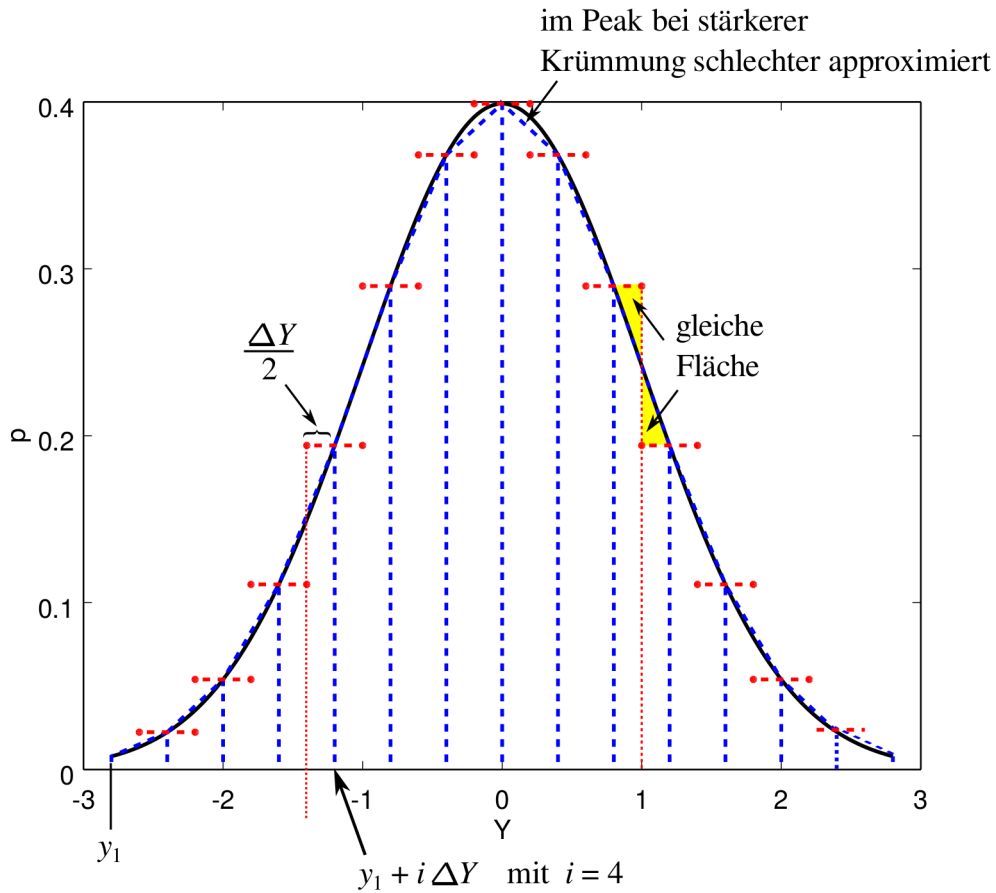 im Peak bei stärkerer
Krümmung schlechter approximiert
0.4
0.3
gleiche
Fläche
ΔY
2
p
0.2
0.1
0
-3
-2
-1
0
1
2
3
Y
y₁
y₁ + i ΔY mit i = 4